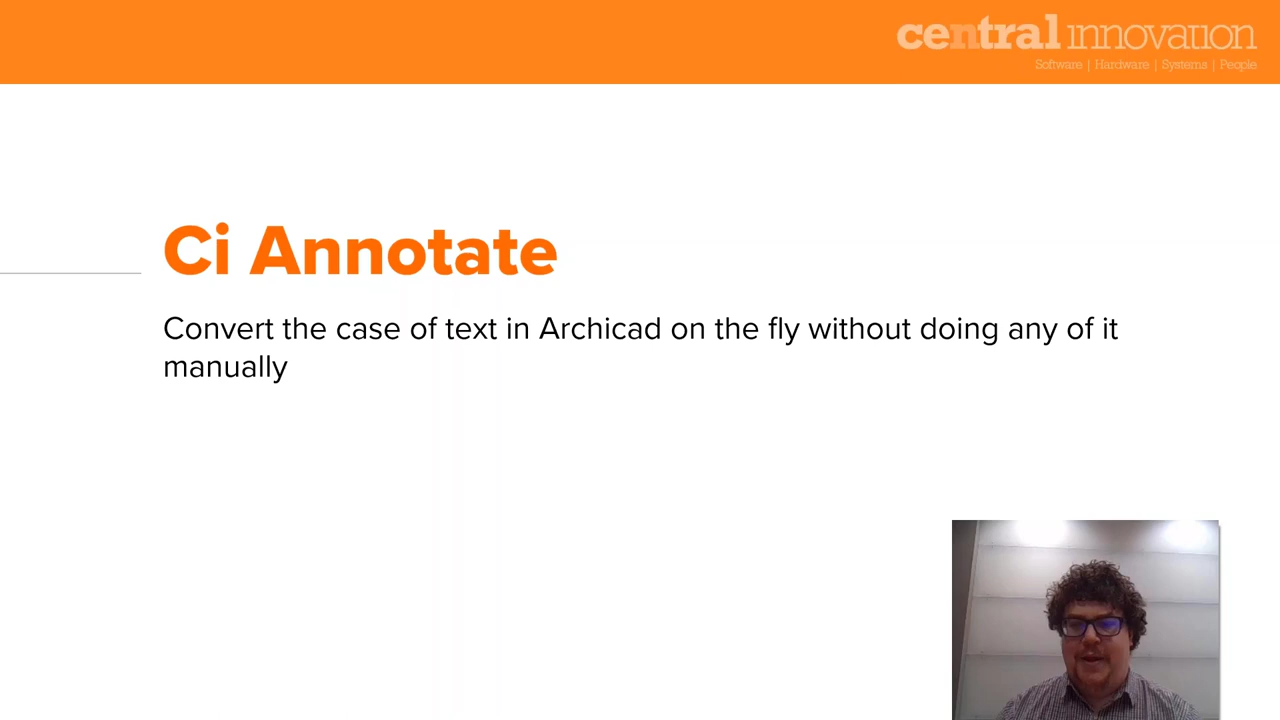 central innovation
Software | Hardware | Systems | People
Ci Annotate
Convert the case of text in Archicad on the fly without doing any of it
manually